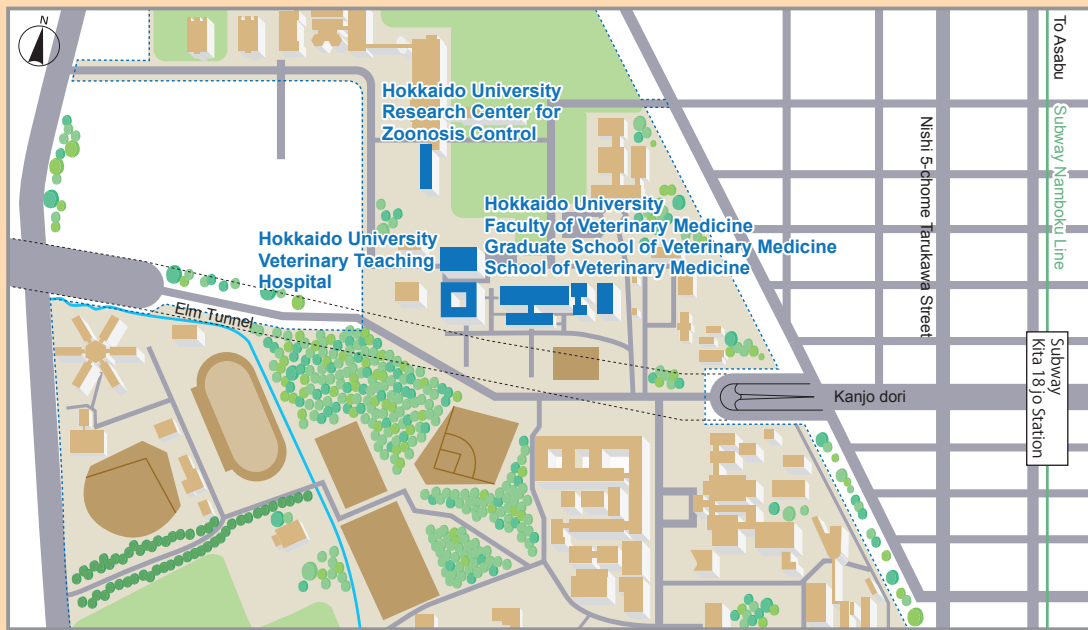 N
Hokkaido University
Research Center for
Zoonosis Control
Hokkaido University
Faculty of Veterinary Medicine
Graduate School of Veterinary Medicine
School of Veterinary Medicine
Hokkaido University
Veterinary Teaching
Hospital
Elm Tunnel
Kanjo dori
Nishi 5-chome Tarukawa Street
To Asabu
Subway Namboku Line
Subway
Kita 18 Jo Station